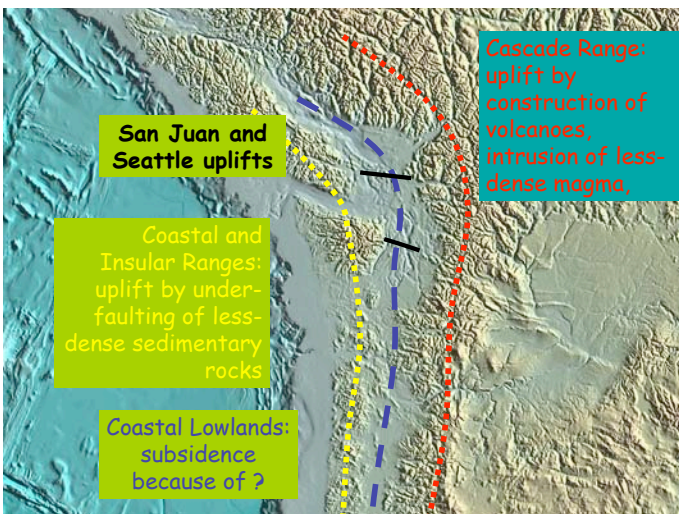 Cascade Range:
uplift by
construction of
volcanoes,
intrusion of less-
dense magma,
San Juan and
Seattle uplifts
Coastal and
Insular Ranges:
uplift by under-
faulting of less-
dense sedimentary
rocks
Coastal Lowlands:
subsidence
because of ?